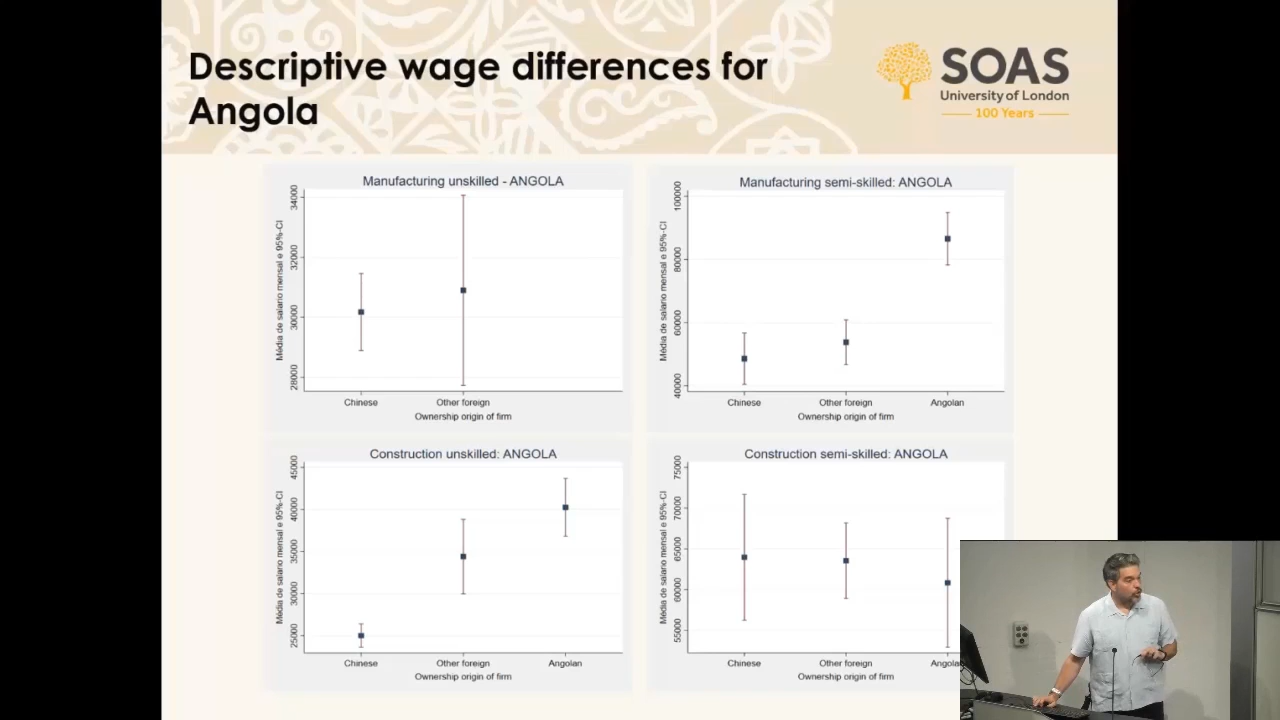 Descriptive wage differences for
Angola
SOAS
University of London
100 Years
Manufacturing unskilled - ANGOLA
Média de salario mensal e 95%-CI
34000
32000
30000
28000
Chinese
Other foreign
Ownership origin of firm
Manufacturing semi-skilled: ANGOLA
Média de salario mensal e 95%-CI
100000
80000
60000
40000
Chinese
Other foreign
Angolan
Ownership origin of firm
Construction unskilled: ANGOLA
Média de salario mensal e 95%-CI
45000
40000
35000
30000
25000
Chinese
Other foreign
Angolan
Ownership origin of firm
Construction semi-skilled: ANGOLA
Média de salario mensal e 95%-CI
75000
70000
65000
60000
55000
Chinese
Other foreign
Angola
Ownership origin of firm